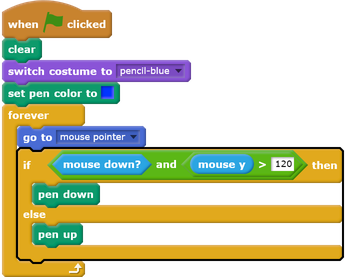 when clicked
clear
switch costume to pencil-blue
set pen color to
forever
go to mouse pointer
if mouse down? and mouse y > 120 then
pen down
else
pen up